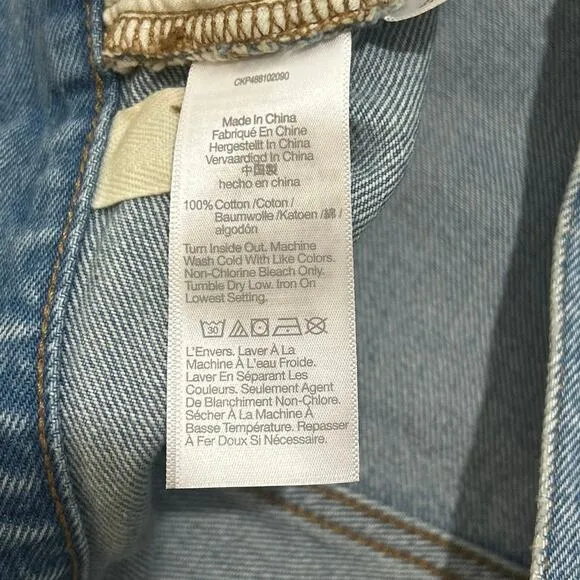 CKP488102090
Made In China
Fabriqué En Chine
Hergestellt In China
Vervaardigd In China
中国製
hecho en china
100% Cotton /Coton /
Baumwolle /Katoen /綿/
algodón
Turn Inside Out. Machine
Wash Cold With Like Colors.
Non-Chlorine Bleach Only.
Tumble Dry Low. Iron On
Lowest Setting.
30
L'Envers. Laver À La
Machine À L'eau Froide.
Laver En Séparant Les
Couleurs. Seulement Agent
De Blanchiment Non-Chlore.
Sécher À La Machine À
Basse Température. Repasser
À Fer Doux Si Nécessaire.